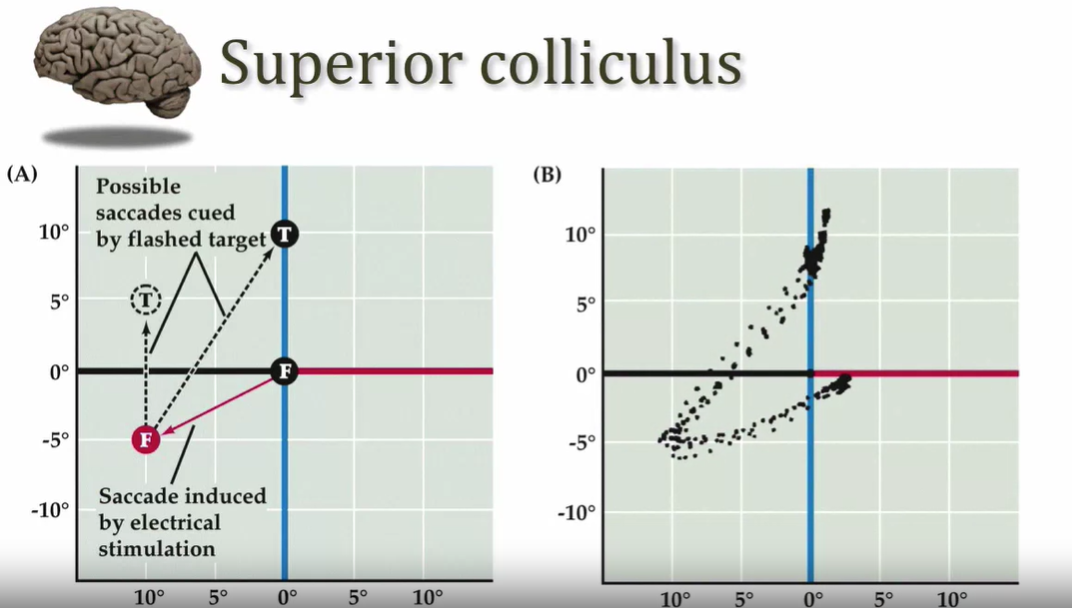 Superior colliculus
(A)
Possible
saccades cued
by flashed target
T
T
F
F
Saccade induced
by electrical
stimulation
10°
5°
0°
-5°
-10°
10° 5° 0° 5° 10°
(B)
10°
5°
0°
-5°
-10°
10° 5° 0° 5° 10°